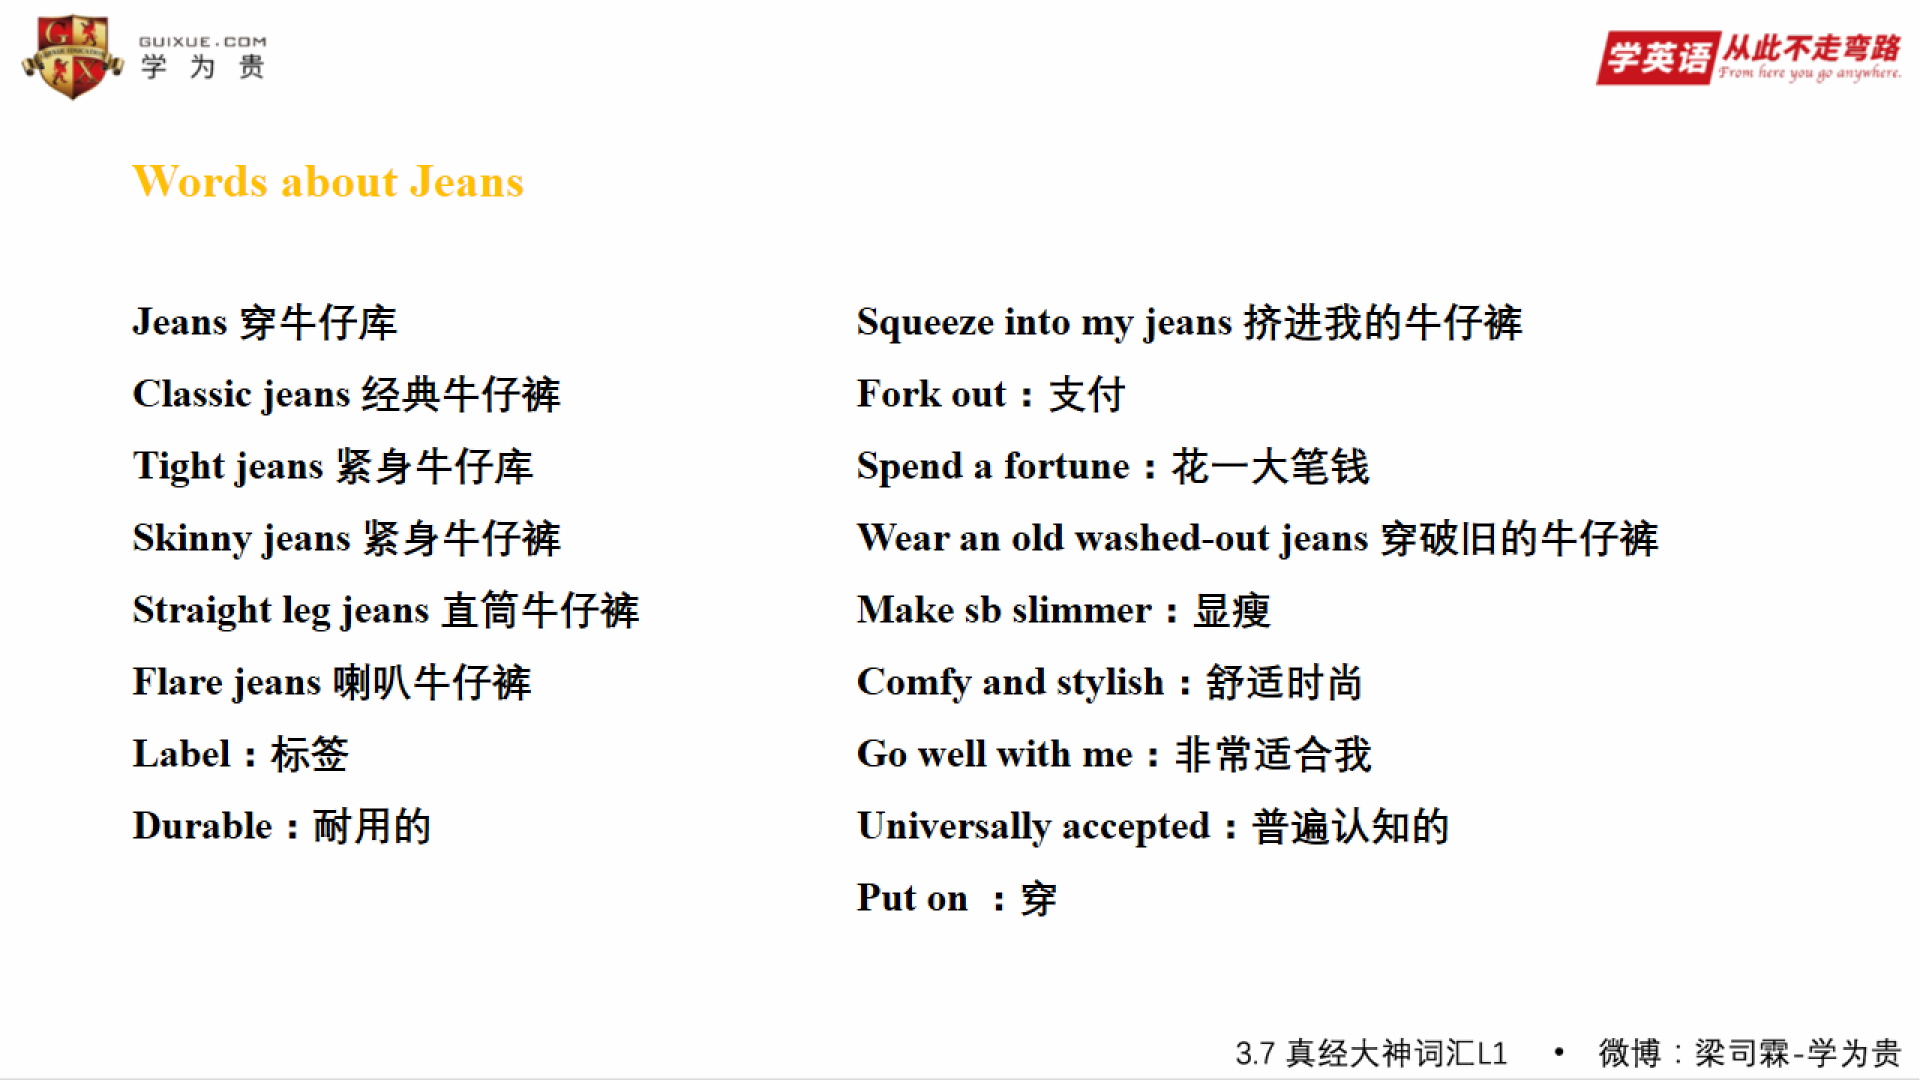 GUIXUE.COM
学为贵
学英语 从此不走弯路
From here you go anywhere.
Words about Jeans
Jeans 穿牛仔库
Classic jeans 经典牛仔裤
Tight jeans 紧身牛仔库
Skinny jeans 紧身牛仔裤
Straight leg jeans 直筒牛仔裤
Flare jeans 喇叭牛仔裤
Label：标签
Durable：耐用的
Squeeze into my jeans 挤进我的牛仔裤
Fork out：支付
Spend a fortune：花一大笔钱
Wear an old washed-out jeans 穿破旧的牛仔裤
Make sb slimmer：显瘦
Comfy and stylish：舒适时尚
Go well with me：非常适合我
Universally accepted：普遍认知的
Put on ：穿
3.7 真经大神词汇L1 • 微博：梁司霖-学为贵